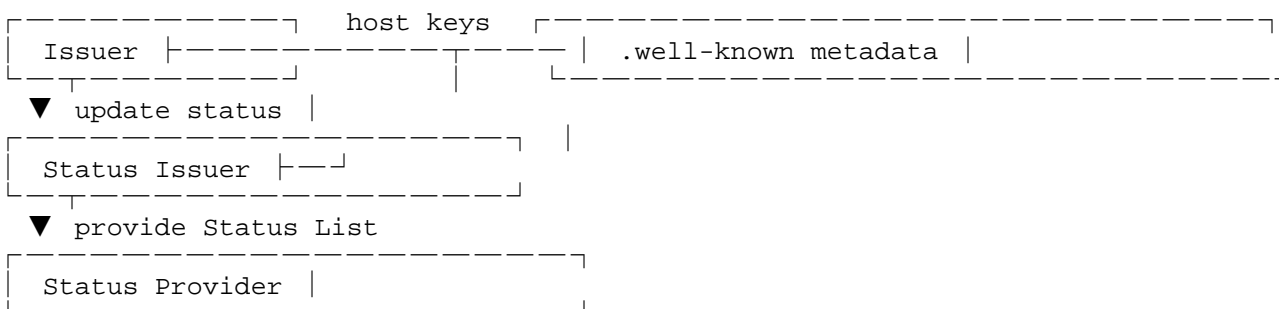 host keys
Issuer .well-known metadata
▼ update status
Status Issuer
▼ provide Status List
Status Provider